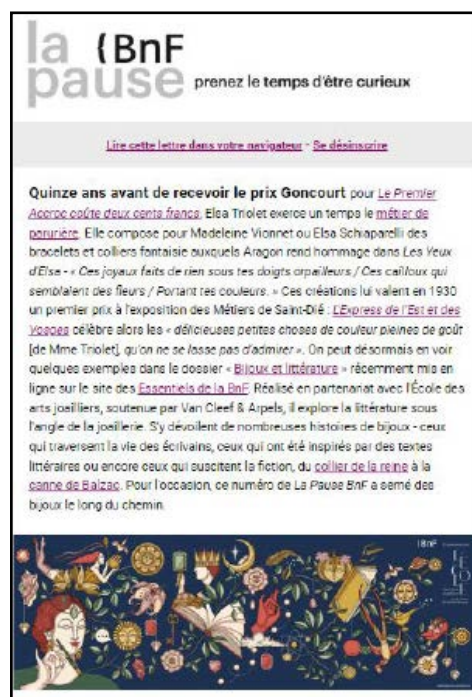 la {BnF
pause prenez le temps d'être curieux
Lire cette lettre dans votre navigateur - Se désinscrire
Quinze ans avant de recevoir le prix Goncourt pour Le Premier
Accroc coûte deux cents francs, Elsa Triolet exerce un temps le métier de
parurière. Elle compose pour Madeleine Vionnet ou Elsa Schiaparelli des
bracelets et colliers fantaisie auxquels Aragon rend hommage dans Les Yeux
d'Elsa - « Ces joyaux faits de rien sous tes doigts orpailleurs / Ces cailloux qui
semblaient des fleurs / Portant tes couleurs. » Ces créations lui valent en 1930
un premier prix à l'exposition des Métiers de Saint-Dié : L'Express de l'Est et des
Vosges célèbre alors les « délicieuses petites choses de couleur pleines de goût
[de Mme Triolet], qu'on ne se lasse pas d'admirer ». On peut désormais en voir
quelques exemples dans le dossier « Bijoux et littérature » récemment mis en
ligne sur le site des Essentiels de la BnF. Réalisé en partenariat avec l'École des
arts joailliers, soutenue par Van Cleef & Arpels, il explore la littérature sous
l'angle de la joaillerie. S'y dévoilent de nombreuses histoires de bijoux - ceux
qui traversent la vie des écrivains, ceux qui ont été inspirés par des textes
littéraires ou encore ceux qui suscitent la fiction, du collier de la reine à la
canne de Balzac. Pour l'occasion, ce numéro de La Pause BnF a semé des
bijoux le long du chemin.
{BnF